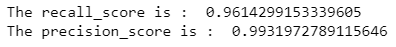 The recall_score is :  0.9614299153339605
The precision_score is :  0.9931972789115646